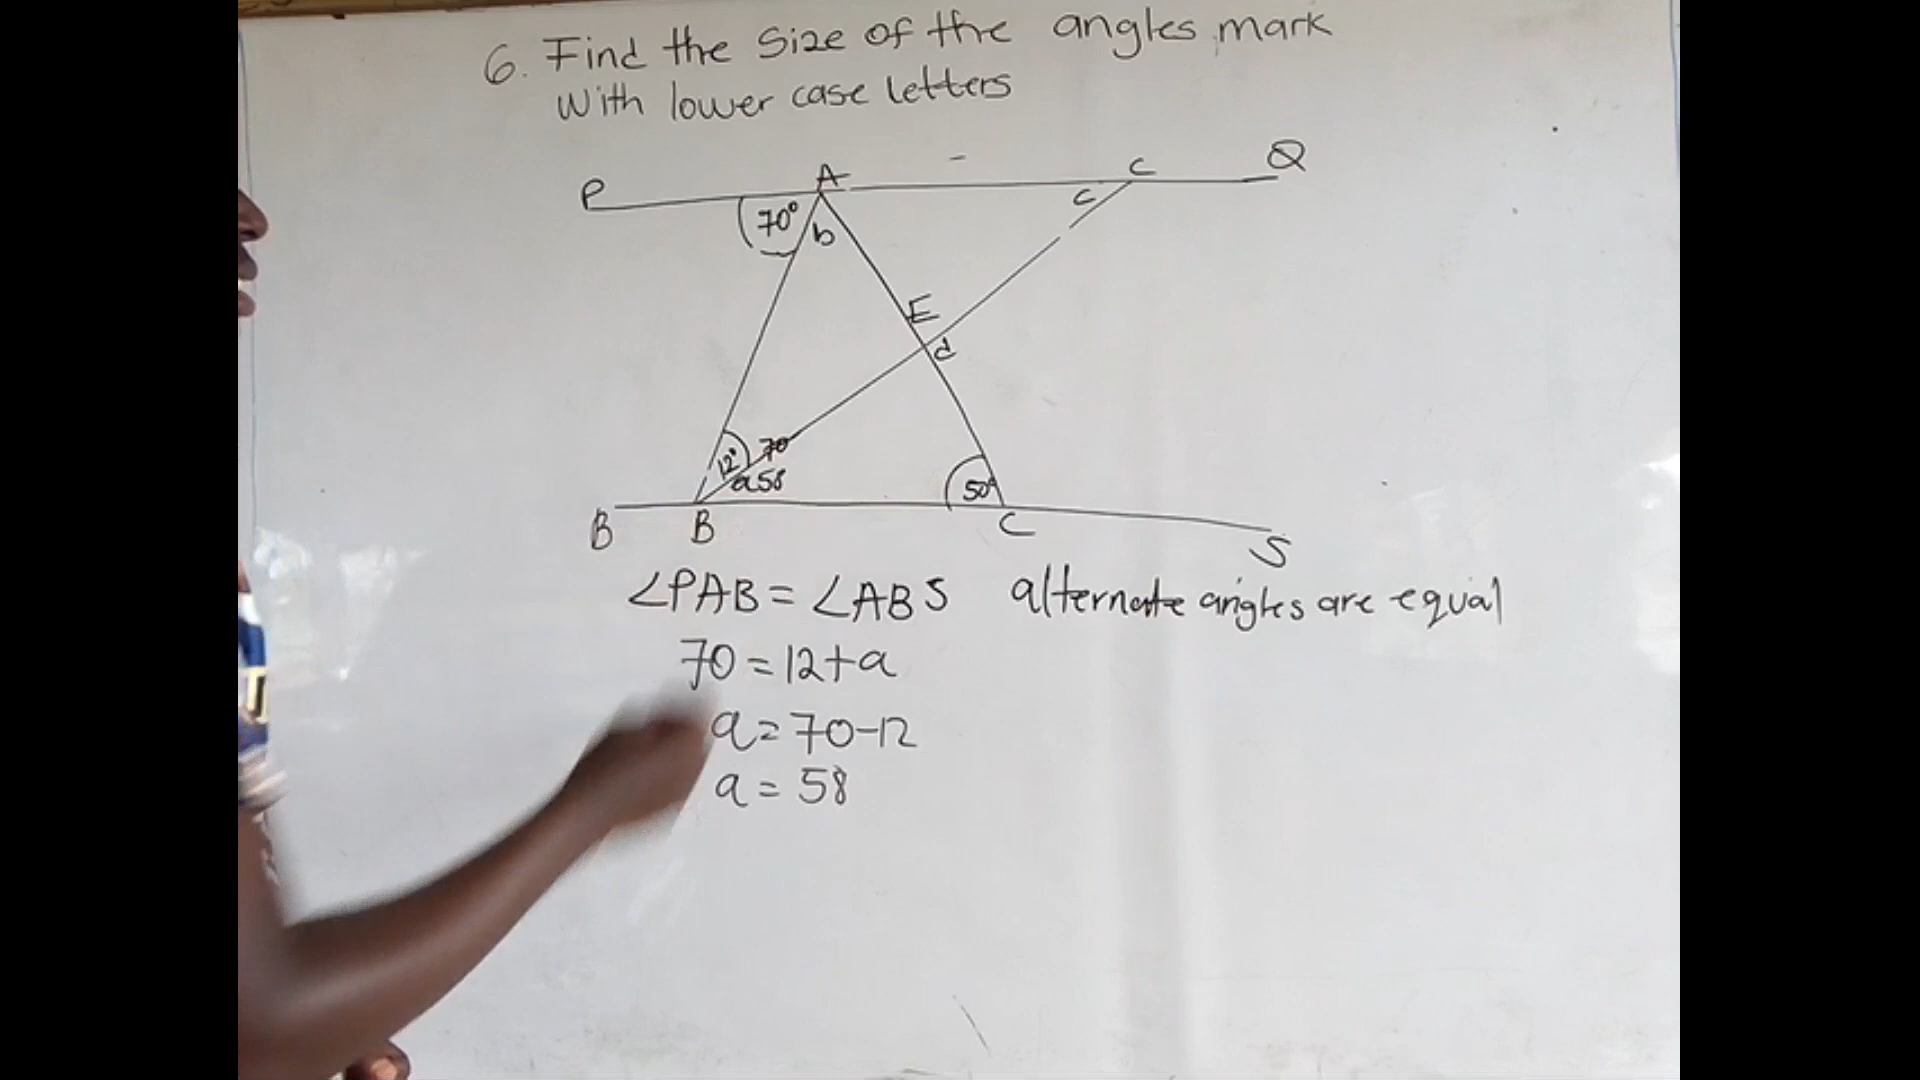 6. Find the Size of the angles mark
With lower case letters
P A C Q
70° b c
E
d
12° 70
a 58 50°
B B C S
∠PAB = ∠ABS alternate angles are equal
70 = 12 + a
a = 70 - 12
a = 58